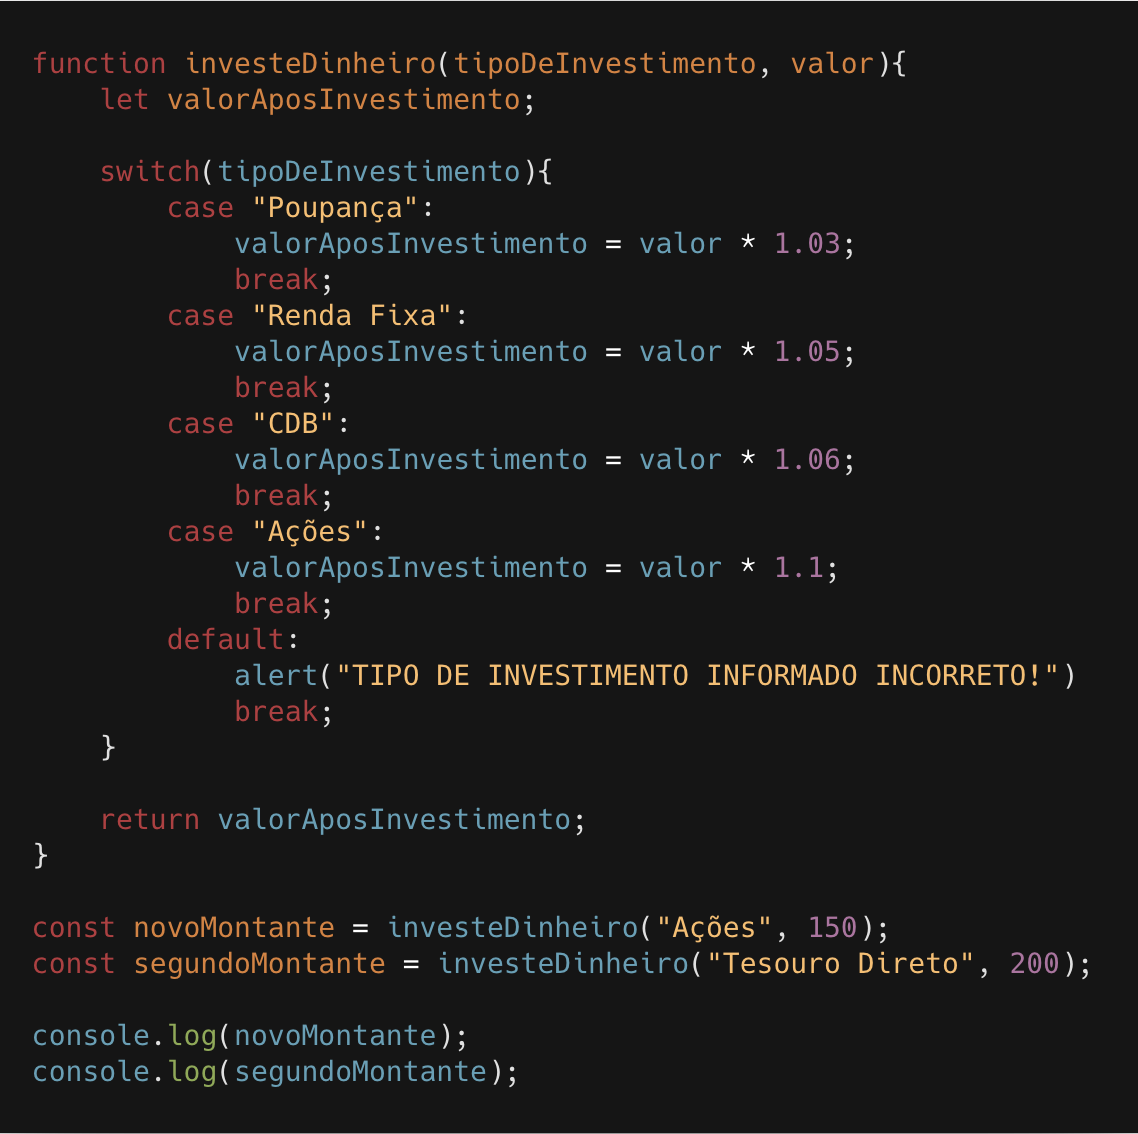 function investeDinheiro(tipoDeInvestimento, valor){
    let valorAposInvestimento;

    switch(tipoDeInvestimento){
        case "Poupança":
            valorAposInvestimento = valor * 1.03;
            break;
        case "Renda Fixa":
            valorAposInvestimento = valor * 1.05;
            break;
        case "CDB":
            valorAposInvestimento = valor * 1.06;
            break;
        case "Ações":
            valorAposInvestimento = valor * 1.1;
            break;
        default:
            alert("TIPO DE INVESTIMENTO INFORMADO INCORRETO!")
            break;
    }

    return valorAposInvestimento;
}

const novoMontante = investeDinheiro("Ações", 150);
const segundoMontante = investeDinheiro("Tesouro Direto", 200);

console.log(novoMontante);
console.log(segundoMontante);